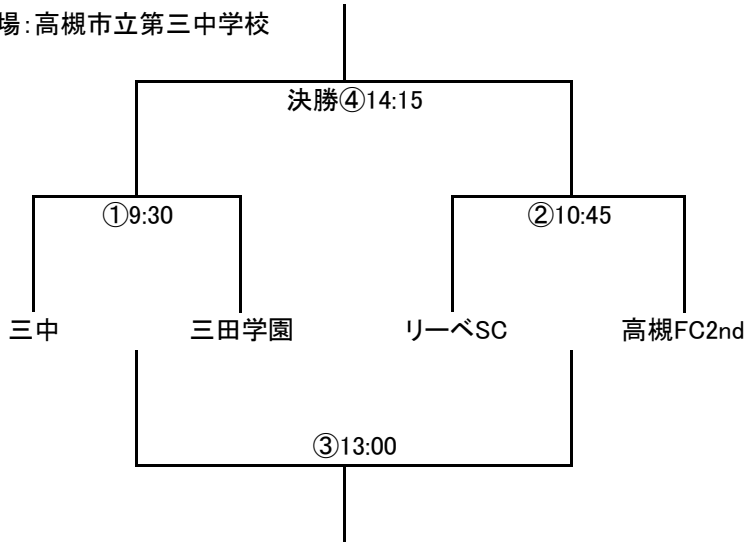 場:高槻市立第三中学校
決勝④14:15
①9:30
②10:45
三中
三田学園
リーベSC
高槻FC2nd
③13:00